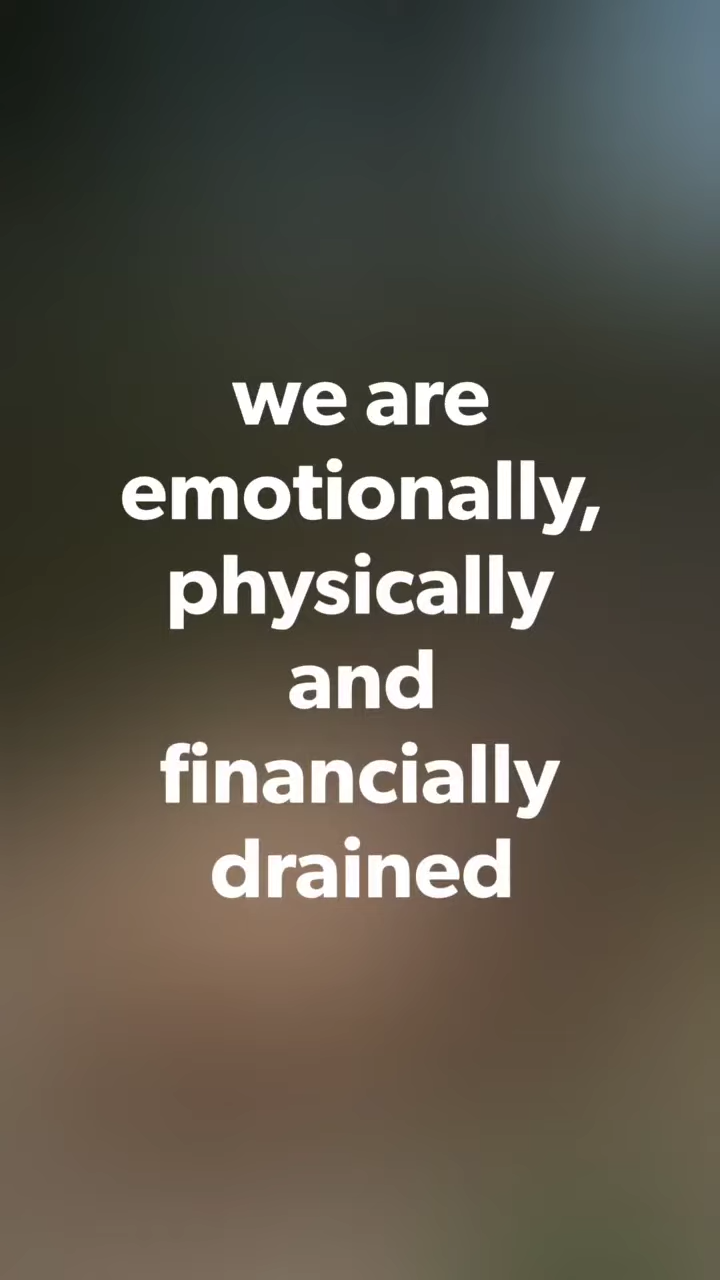 we are
emotionally,
physically
and
financially
drained